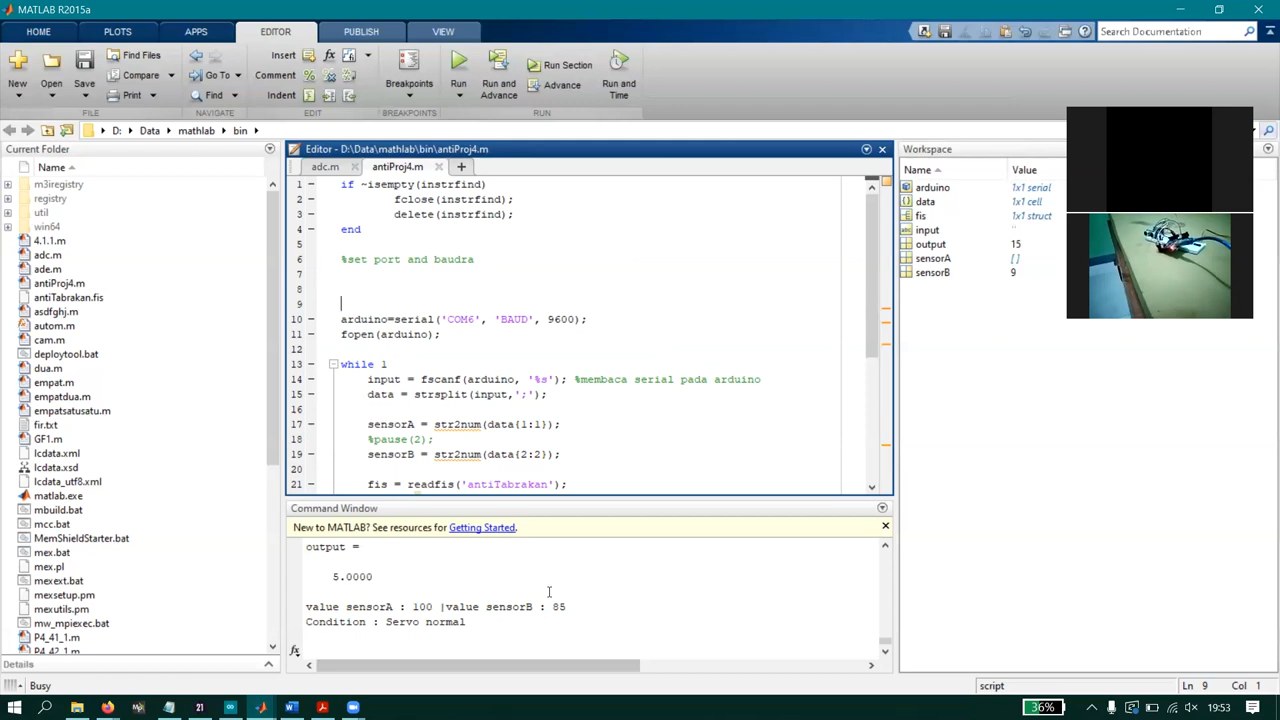 MATLAB R2015a
HOME
PLOTS
APPS
EDITOR
PUBLISH
VIEW
Search Documentation
New
Open
Save
Find Files
Compare
Print
Go To
Find
Insert
Comment
Indent
Breakpoints
Run
Run and
Advance
Run Section
Advance
Run and
Time
FILE
NAVIGATE
EDIT
BREAKPOINTS
RUN
D:
Data
mathlab
bin
Current Folder
Name
m3iregistry
registry
util
win64
4.1.1.m
adc.m
ade.m
antiProj4.m
antiTabrakan.fis
asdfghj.m
autom.m
cam.m
deploytool.bat
dua.m
empat.m
empatdua.m
empatsatusatu.m
fir.txt
GF1.m
lcdata.xml
lcdata.xsd
lcdata_utf8.xml
matlab.exe
mbuild.bat
mcc.bat
MemShieldStarter.bat
mex.bat
mex.pl
mexext.bat
mexsetup.pm
mexutils.pm
mw_mpiexec.bat
P4_41_1.m
P4_42_1.m
Details
Editor - D:\Data\mathlab\bin\antiProj4.m
adc.m
antiProj4.m
1 if ~isempty(instrfind)
2 fclose(instrfind);
3 delete(instrfind);
4 end
5
6 %set port and baudra
7
8
9
10 arduino=serial('COM6', 'BAUD', 9600);
11 fopen(arduino);
12
13 while 1
14 input = fscanf(arduino, '%s'); %membaca serial pada arduino
15 data = strsplit(input,';');
16
17 sensorA = str2num(data{1:1});
18 %pause(2);
19 sensorB = str2num(data{2:2});
20
21 fis = readfis('antiTabrakan');
Command Window
New to MATLAB? See resources for Getting Started.
output =
5.0000
value sensorA : 100 |value sensorB : 85
Condition : Servo normal
fx
Workspace
Name Value
arduino 1x1 serial
data 1x1 cell
fis 1x1 struct
input ''
output 15
sensorA []
sensorB 9
Busy
script
Ln 9 Col 1
21
36%
19:53